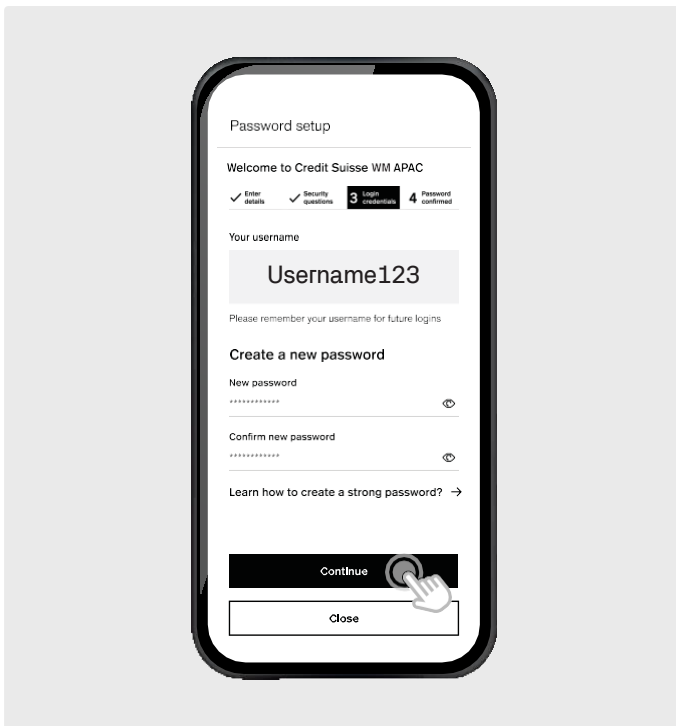 Password setup
Welcome to Credit Suisse WM APAC
Enter details
Security questions
3 Login credentials
4 Password confirmed
Your username
Username123
Please remember your username for future logins
Create a new password
New password
************
Confirm new password
************
Learn how to create a strong password?
Continue
Close